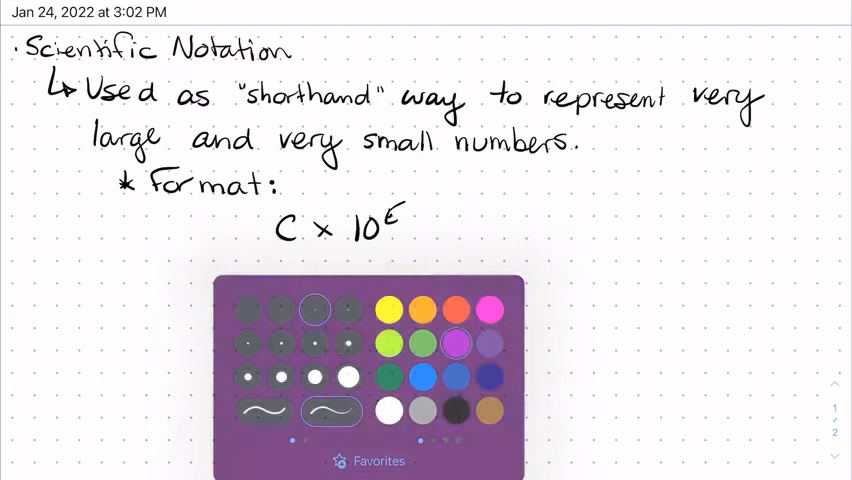 Jan 24, 2022 at 3:02 PM
· Scientific Notation
↳ Used as "shorthand" way to represent very
large and very small numbers.
* Format:
C × 10^E
Favorites
1
/
2